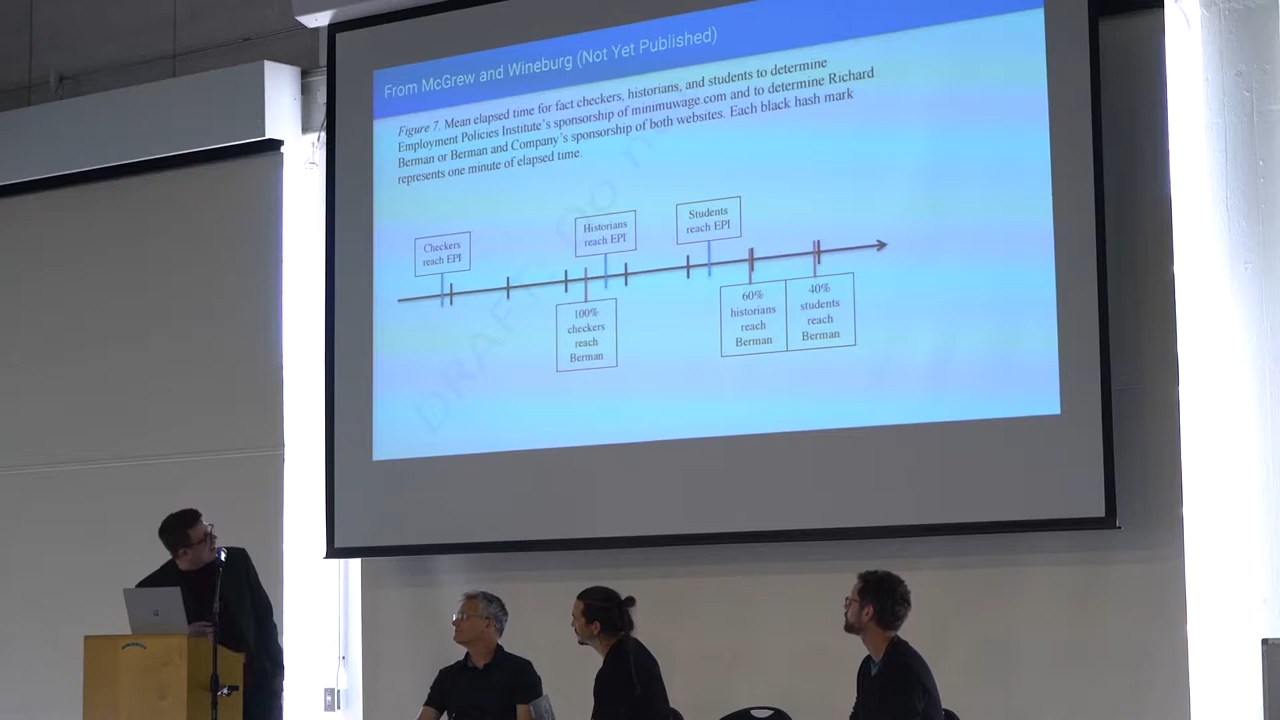 From McGrew and Wineburg (Not Yet Published)
Figure 7. Mean elapsed time for fact checkers, historians, and students to determine
Employment Policies Institute's sponsorship of minimuwage.com and to determine Richard
Berman or Berman and Company's sponsorship of both websites. Each black hash mark
represents one minute of elapsed time.
Checkers
reach EPI
Historians
reach EPI
Students
reach EPI
100%
checkers
reach
Berman
60%
historians
reach
Berman
40%
students
reach
Berman
DRAFT